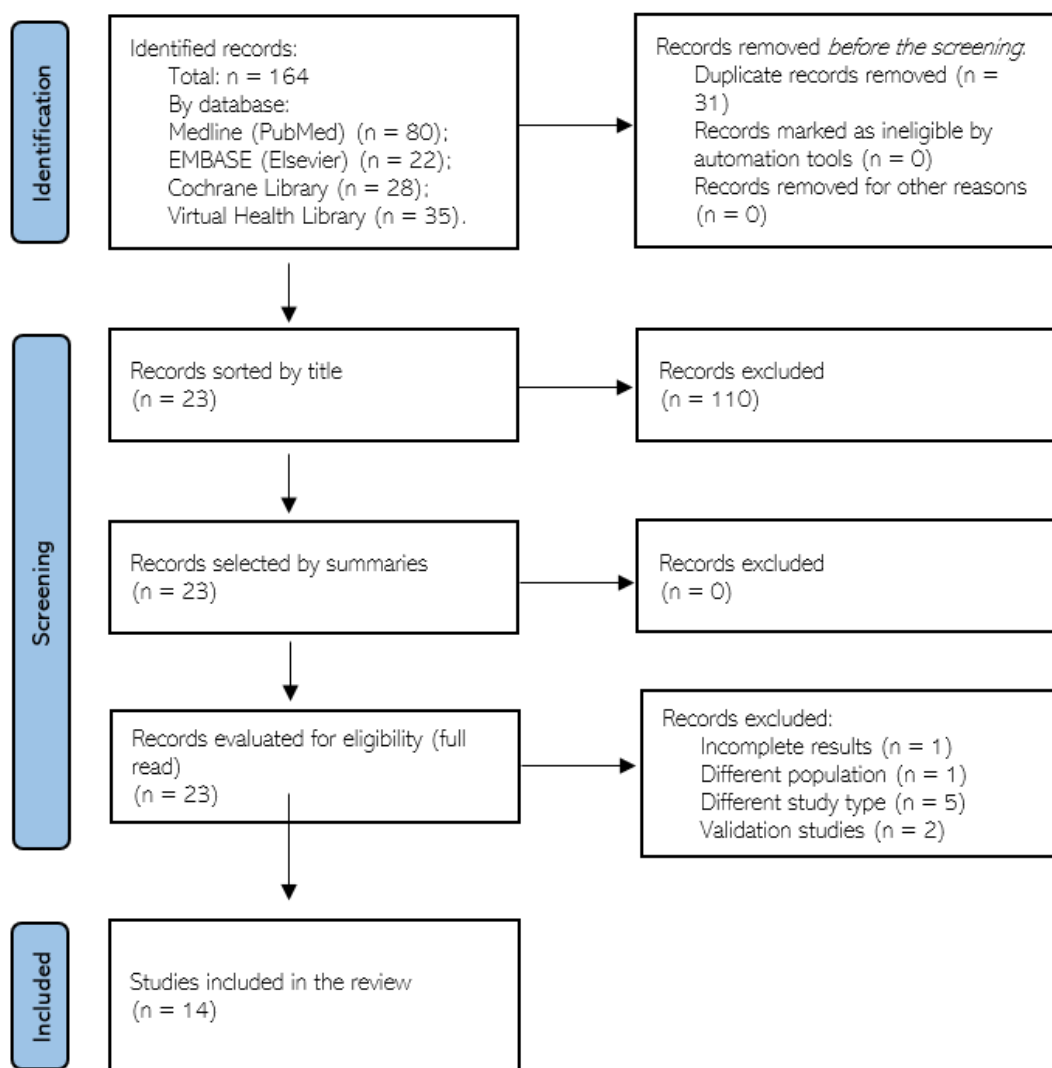 Identification
Identified records:
Total: n = 164
By database:
Medline (PubMed) (n = 80);
EMBASE (Elsevier) (n = 22);
Cochrane Library (n = 28);
Virtual Health Library (n = 35).
Records removed before the screening:
Duplicate records removed (n =
31)
Records marked as ineligible by
automation tools (n = 0)
Records removed for other reasons
(n = 0)
Screening
Records sorted by title
(n = 23)
Records excluded
(n = 110)
Records selected by summaries
(n = 23)
Records excluded
(n = 0)
Records evaluated for eligibility (full
read)
(n = 23)
Records excluded:
Incomplete results (n = 1)
Different population (n = 1)
Different study type (n = 5)
Validation studies (n = 2)
Included
Studies included in the review
(n = 14)